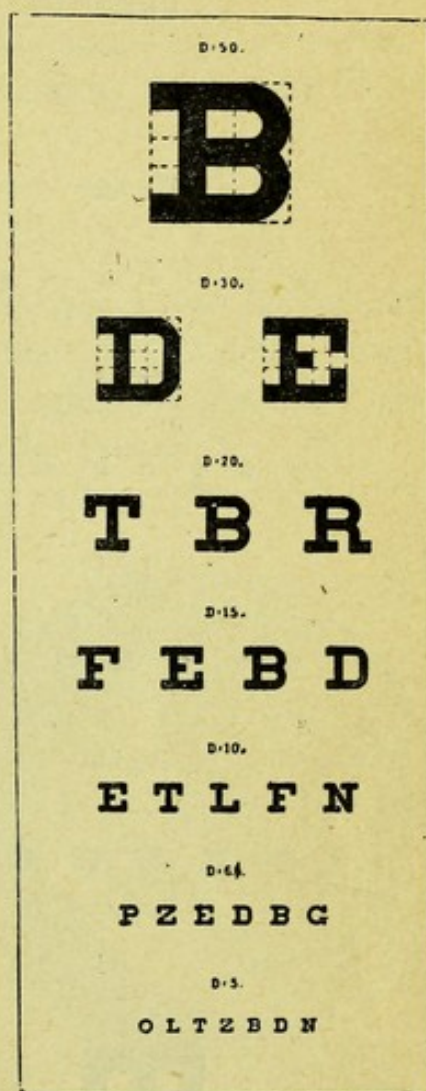 D=50.
B
D=30.
D E
D=20.
T B R
D=15.
F E B D
D=10.
E T L F N
P Z E D B G
D=5.
O L T Z B D N